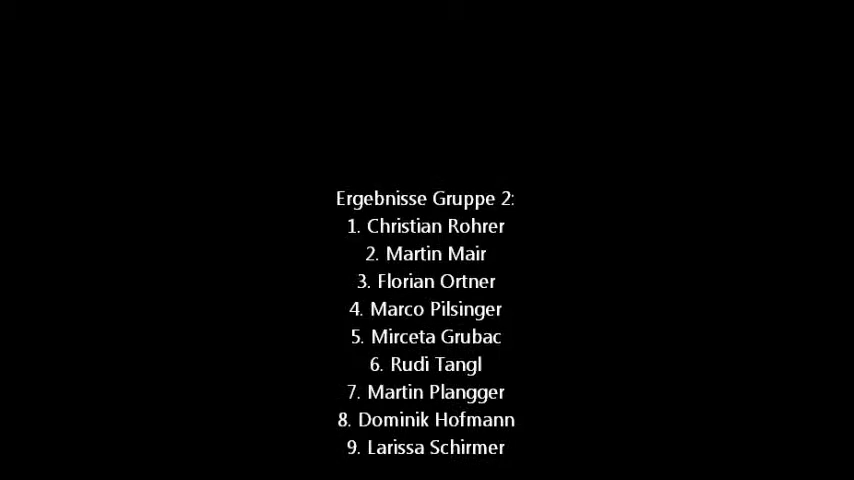 Ergebnisse Gruppe 2:
1. Christian Rohrer
2. Martin Mair
3. Florian Ortner
4. Marco Pilsinger
5. Mirceta Grubac
6. Rudi Tangl
7. Martin Plangger
8. Dominik Hofmann
9. Larissa Schirmer